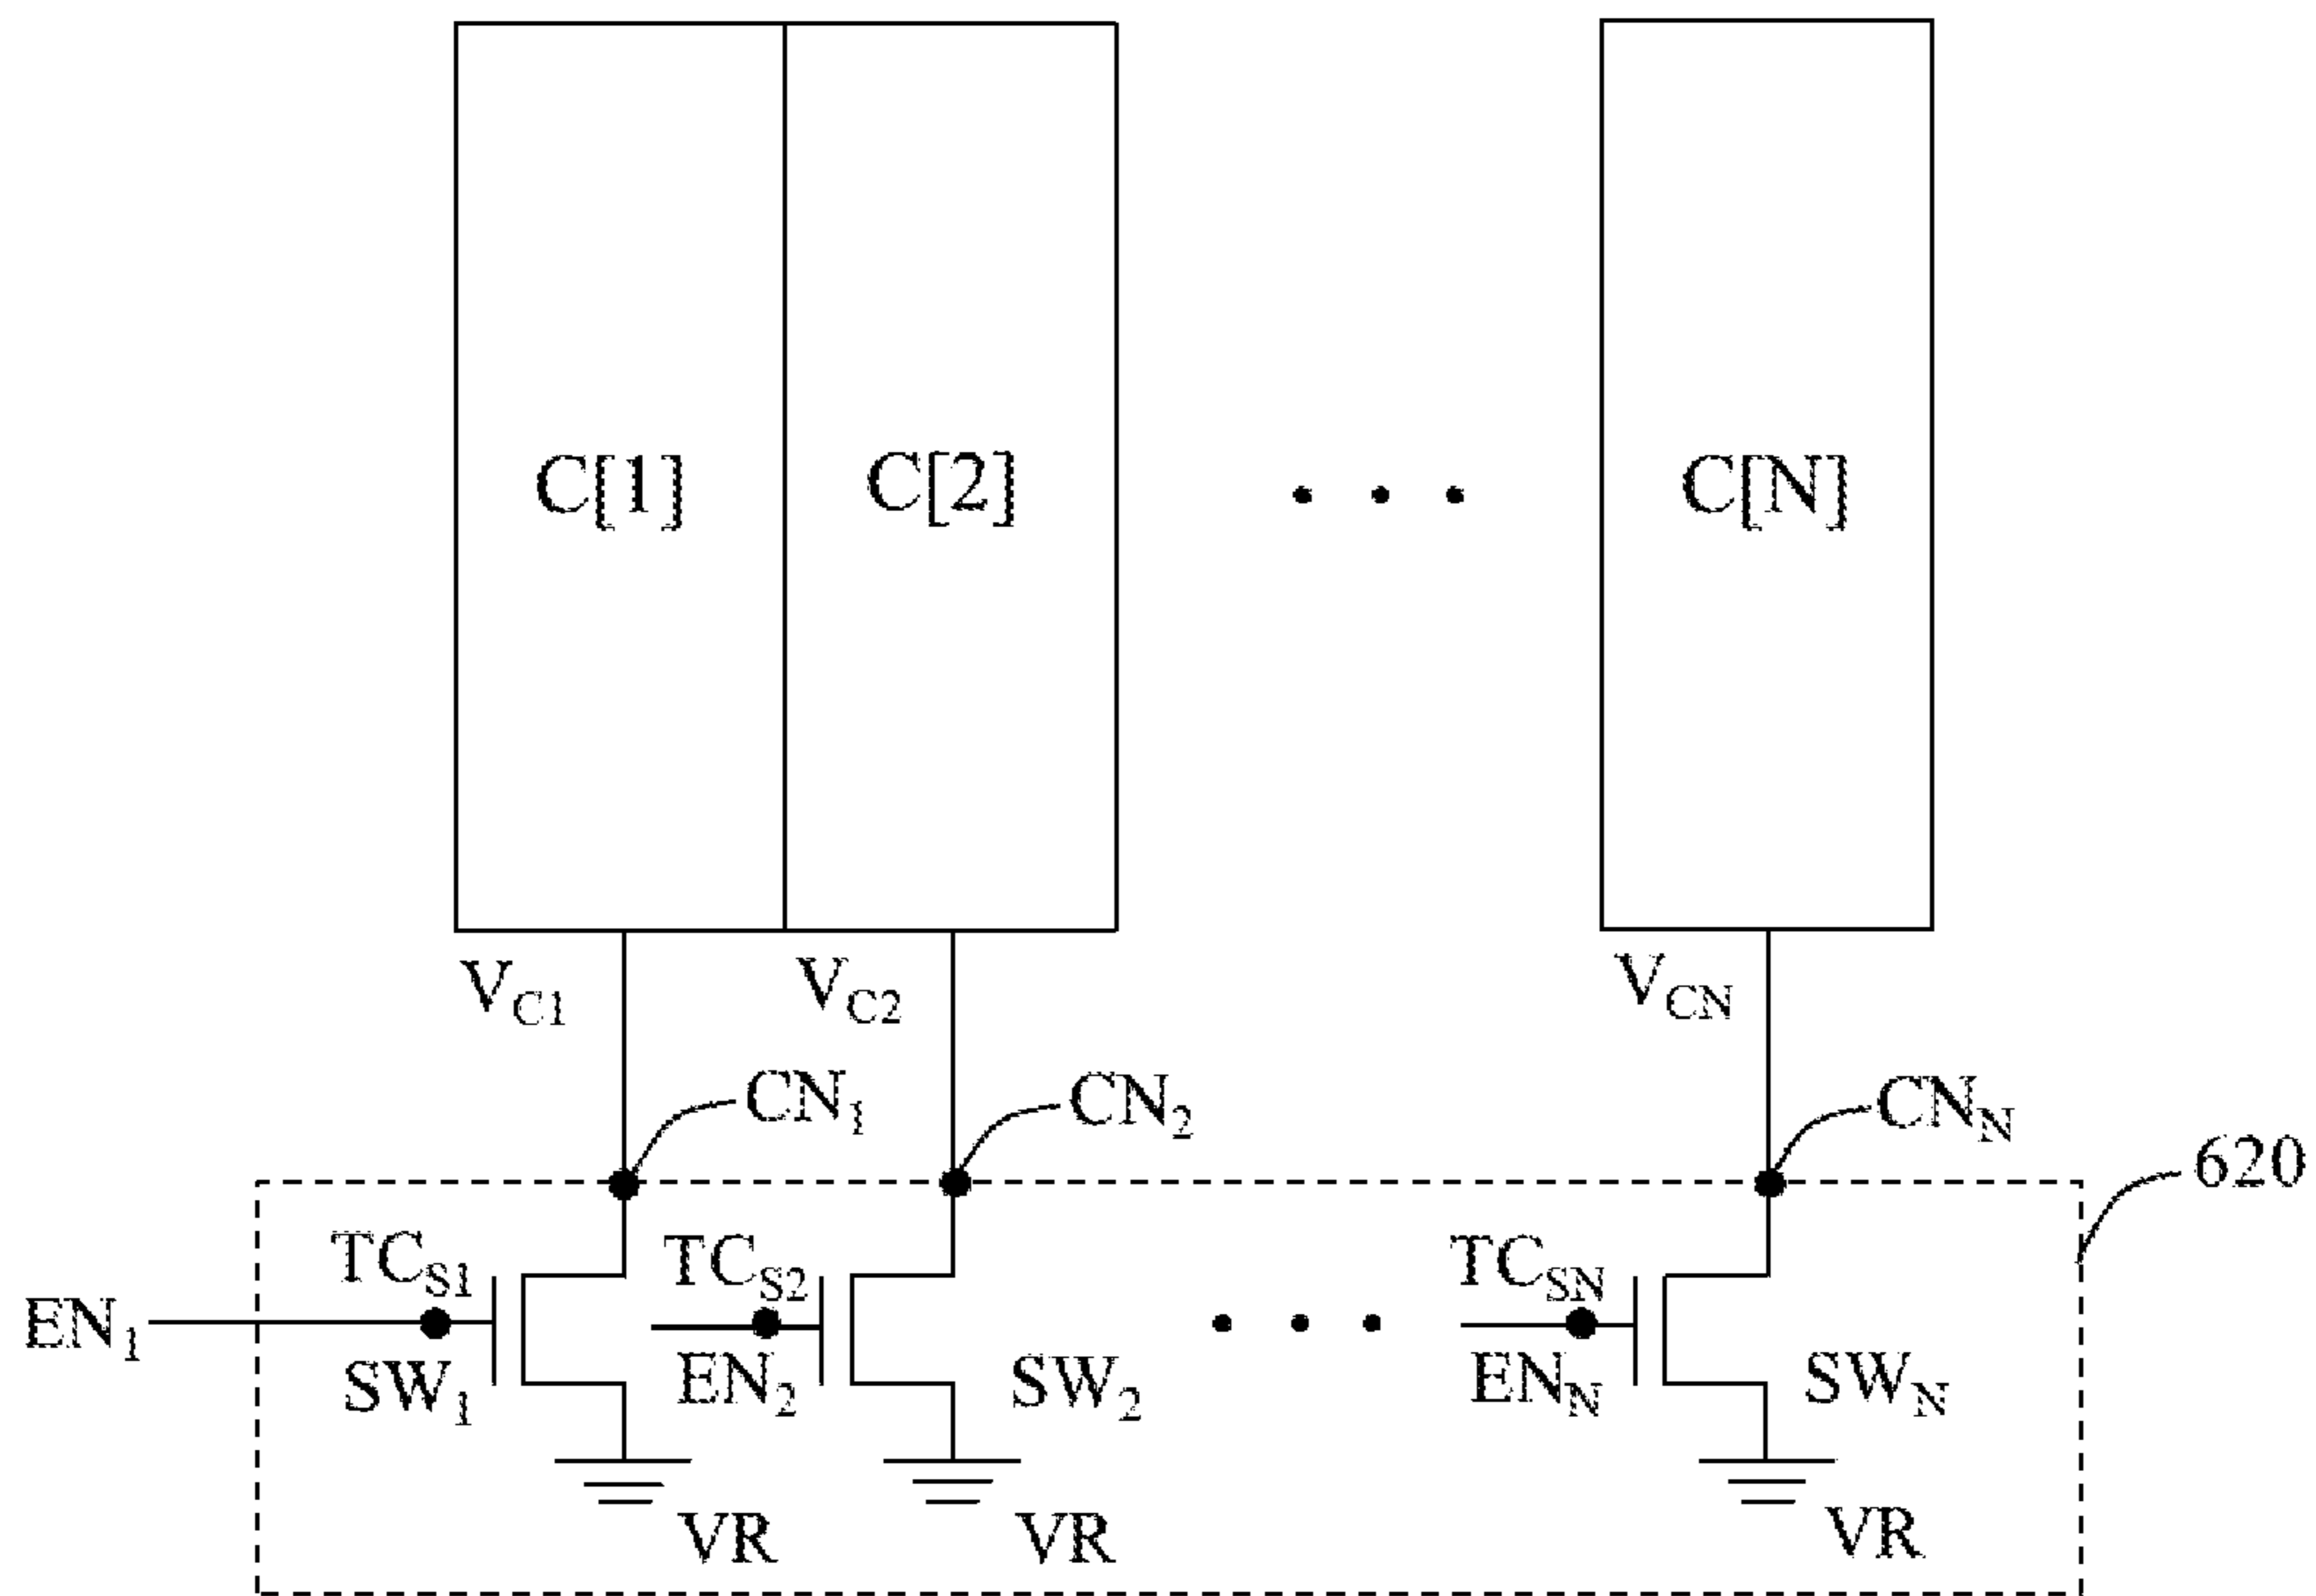 C[1] C[2] C[N]
V_C1 V_C2 V_CN
CN_1 CN_2 CN_N
620
TC_S1 TC_S2 TC_SN
EN_1
SW_1 EN_2 SW_2 EN_N SW_N
VR VR VR